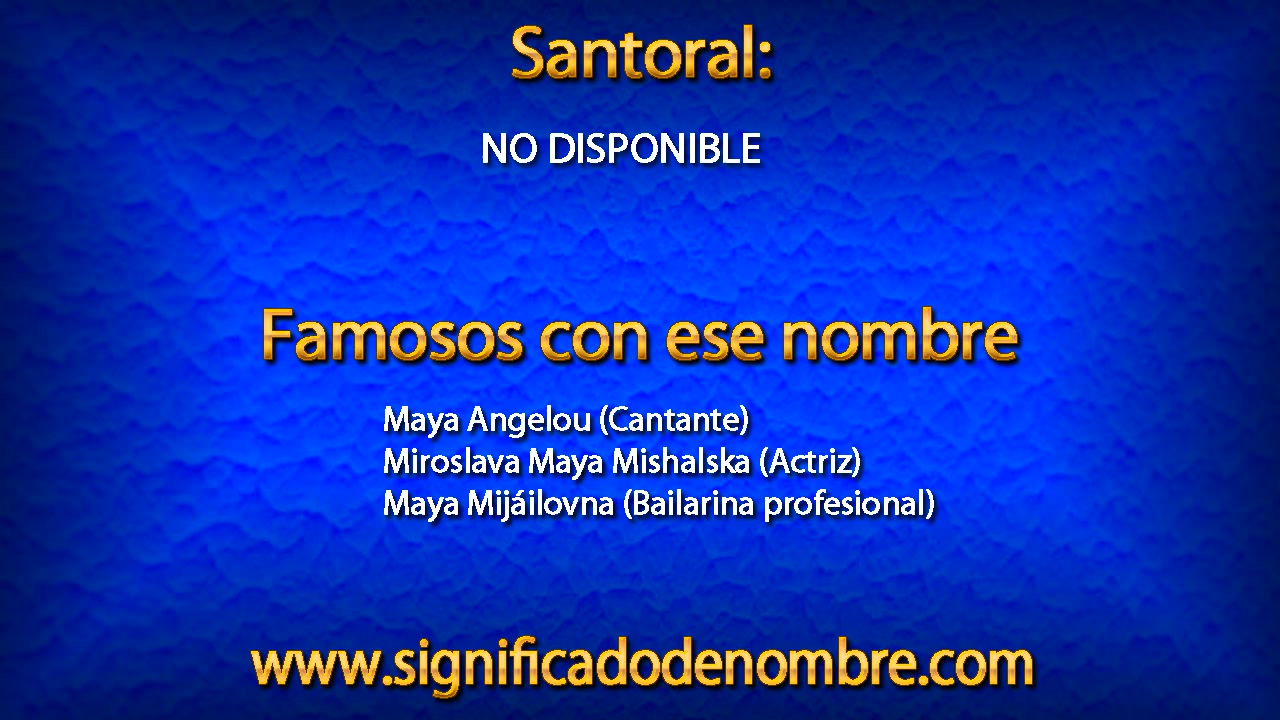 Santoral:
NO DISPONIBLE
Famosos con ese nombre
Maya Angelou (Cantante)
Miroslava Maya Mishalska (Actriz)
Maya Mijáilovna (Bailarina profesional)
www.significadodenombre.com